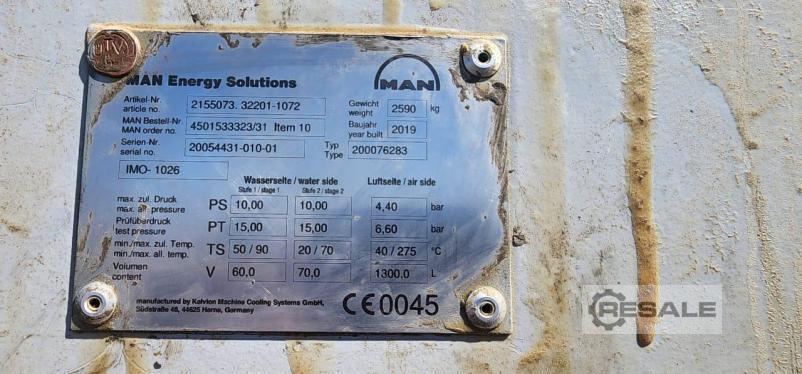 TÜV
MAN Energy Solutions
MAN
Artikel-Nr.
article no.
2155073. 32201-1072
Gewicht
weight
2590 kg
MAN Bestell-Nr.
MAN order no.
4501533323/31 Item 10
Baujahr
year built
2019
Serien-Nr.
serial no.
20054431-010-01
Typ
Type
200076283
IMO- 1026
Wasserseite / water side
Luftseite / air side
Stufe 1 / stage 1
Stufe 2 / stage 2
max. zul. Druck
max. all. pressure
PS 10,00 10,00 4,40 bar
Prüfüberdruck
test pressure
PT 15,00 15,00 6,60 bar
min./max. zul. Temp.
min./max. all. temp.
TS 50 / 90 20 / 70 40 / 275 °C
Volumen
content
V 60,0 70,0 1300,0 L
manufactured by Kelvion Machine Cooling Systems GmbH,
Südstraße 48, 44625 Herne, Germany
CE0045
RESALE